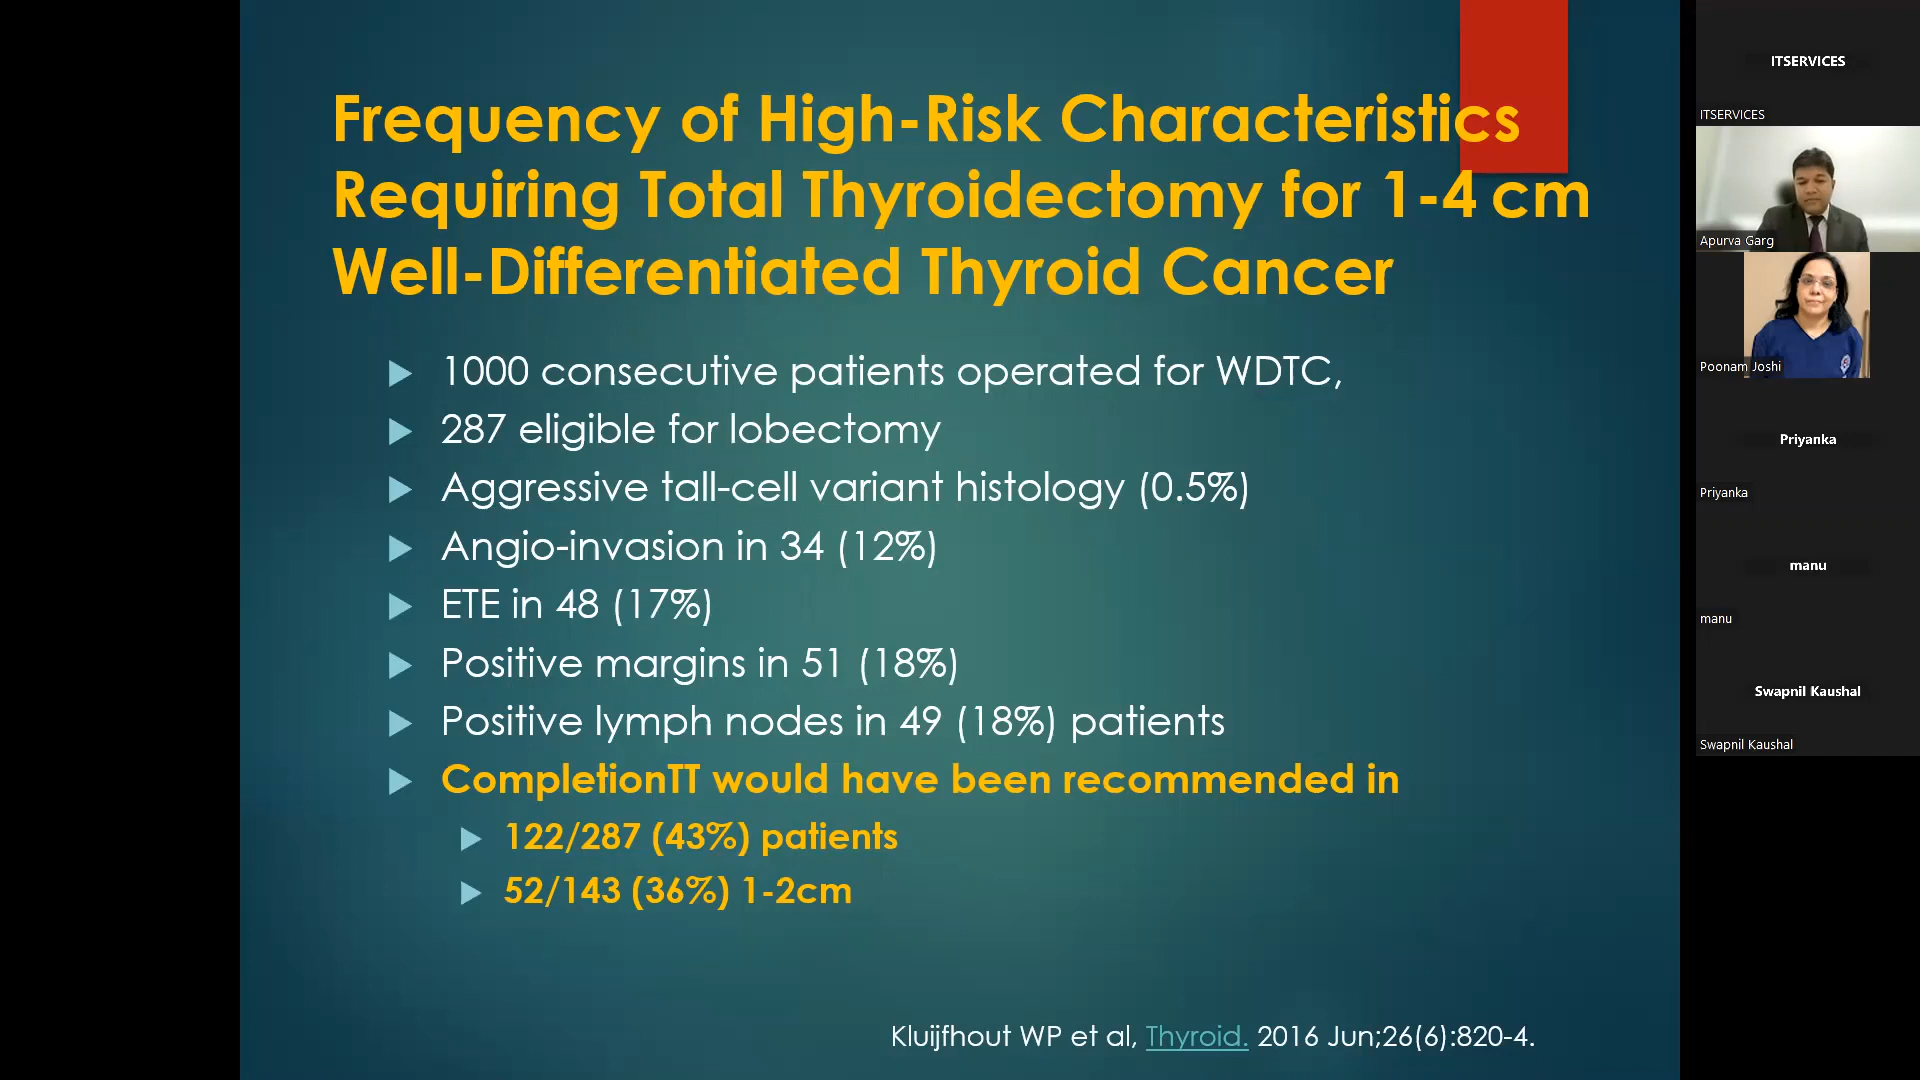 Frequency of High-Risk Characteristics
Requiring Total Thyroidectomy for 1-4 cm
Well-Differentiated Thyroid Cancer
1000 consecutive patients operated for WDTC,
287 eligible for lobectomy
Aggressive tall-cell variant histology (0.5%)
Angio-invasion in 34 (12%)
ETE in 48 (17%)
Positive margins in 51 (18%)
Positive lymph nodes in 49 (18%) patients
CompletionTT would have been recommended in
122/287 (43%) patients
52/143 (36%) 1-2cm
Kluijfhout WP et al, Thyroid. 2016 Jun;26(6):820-4.
ITSERVICES
ITSERVICES
Apurva Garg
Poonam Joshi
Priyanka
Priyanka
manu
manu
Swapnil Kaushal
Swapnil Kaushal